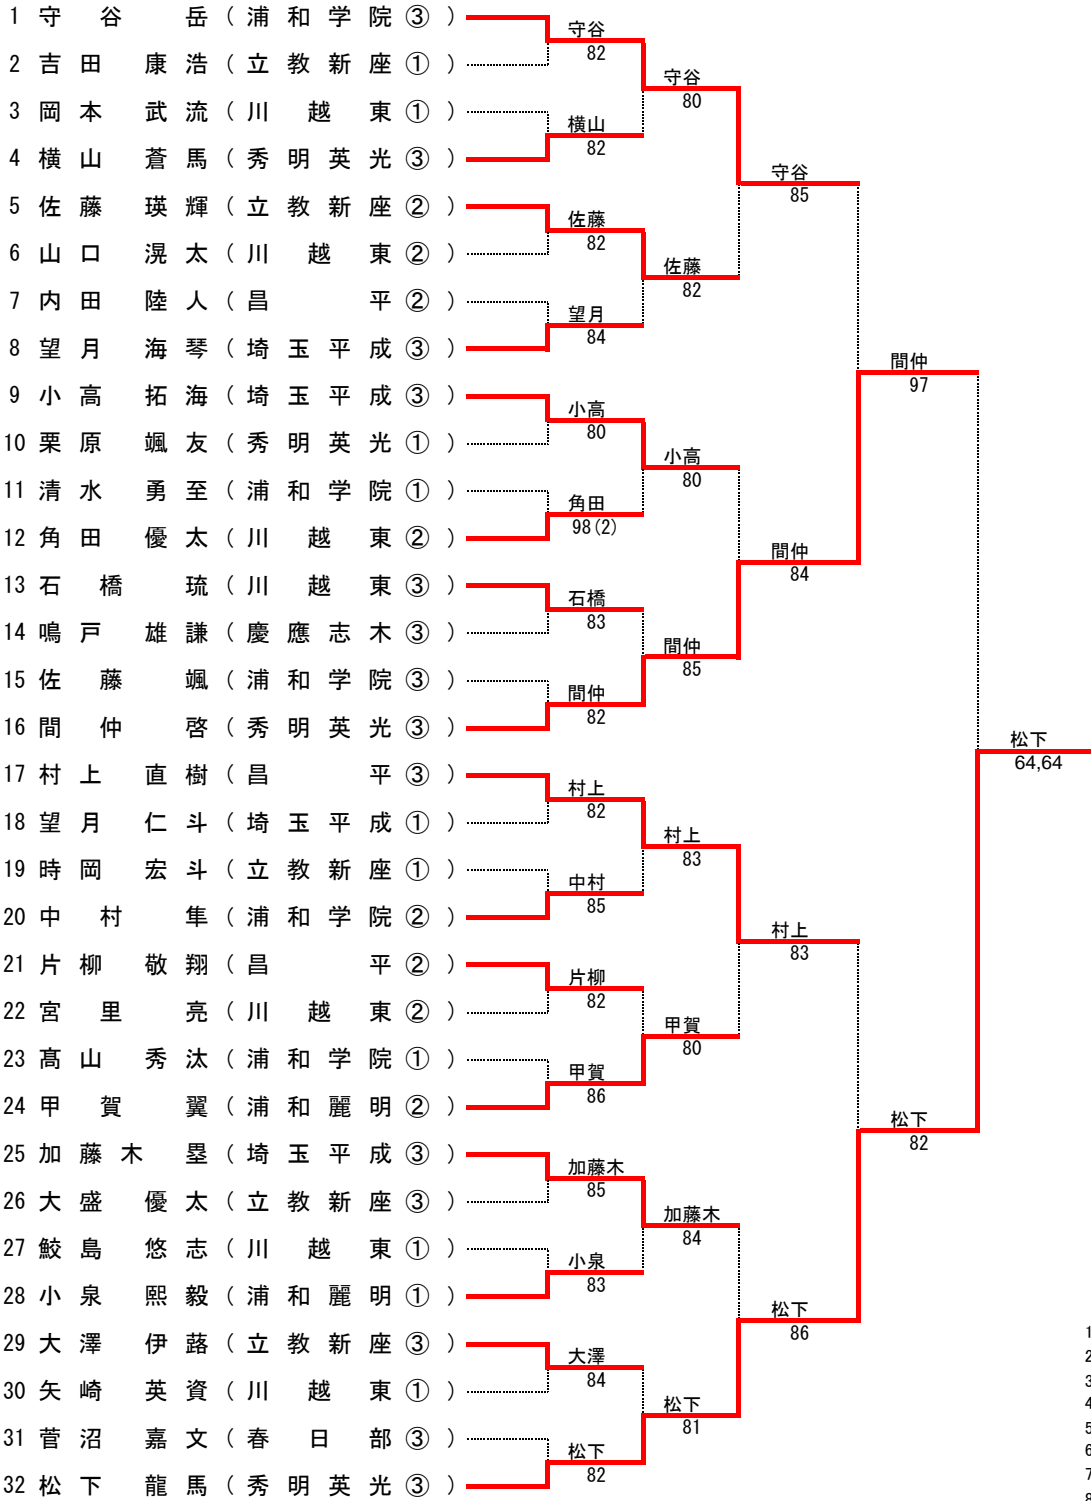 1 守谷 岳 ( 浦和学院 ③ )
守谷
82
2 吉田 康浩 ( 立教新座 ① )
守谷
80
3 岡本 武流 ( 川越東 ① )
横山
82
4 横山 蒼馬 ( 秀明英光 ③ )
守谷
85
5 佐藤 瑛輝 ( 立教新座 ② )
佐藤
82
6 山口 滉太 ( 川越東 ② )
佐藤
82
7 内田 陸人 ( 昌平 ② )
望月
84
8 望月 海琴 ( 埼玉平成 ③ )
間仲
97
9 小高 拓海 ( 埼玉平成 ③ )
小高
80
10 栗原 颯友 ( 秀明英光 ① )
小高
80
11 清水 勇至 ( 浦和学院 ① )
角田
98(2)
12 角田 優太 ( 川越東 ② )
間仲
84
13 石橋 琉 ( 川越東 ③ )
石橋
83
14 鳴戸 雄謙 ( 慶應志木 ③ )
間仲
85
15 佐藤 颯 ( 浦和学院 ③ )
間仲
82
16 間仲 啓 ( 秀明英光 ③ )
松下
64,64
17 村上 直樹 ( 昌平 ③ )
村上
82
18 望月 仁斗 ( 埼玉平成 ① )
村上
83
19 時岡 宏斗 ( 立教新座 ① )
中村
85
20 中村 隼 ( 浦和学院 ② )
村上
83
21 片柳 敬翔 ( 昌平 ② )
片柳
82
22 宮里 亮 ( 川越東 ② )
甲賀
80
23 髙山 秀汰 ( 浦和学院 ① )
甲賀
86
24 甲賀 翼 ( 浦和麗明 ② )
松下
82
25 加藤木 塁 ( 埼玉平成 ③ )
加藤木
85
26 大盛 優太 ( 立教新座 ③ )
加藤木
84
27 鮫島 悠志 ( 川越東 ① )
小泉
83
28 小泉 熙毅 ( 浦和麗明 ① )
松下
86
29 大澤 伊蕗 ( 立教新座 ③ )
大澤
84
30 矢崎 英資 ( 川越東 ① )
松下
81
31 菅沼 嘉文 ( 春日部 ③ )
松下
82
32 松下 龍馬 ( 秀明英光 ③ )
1
2
3
4
5
6
7
8